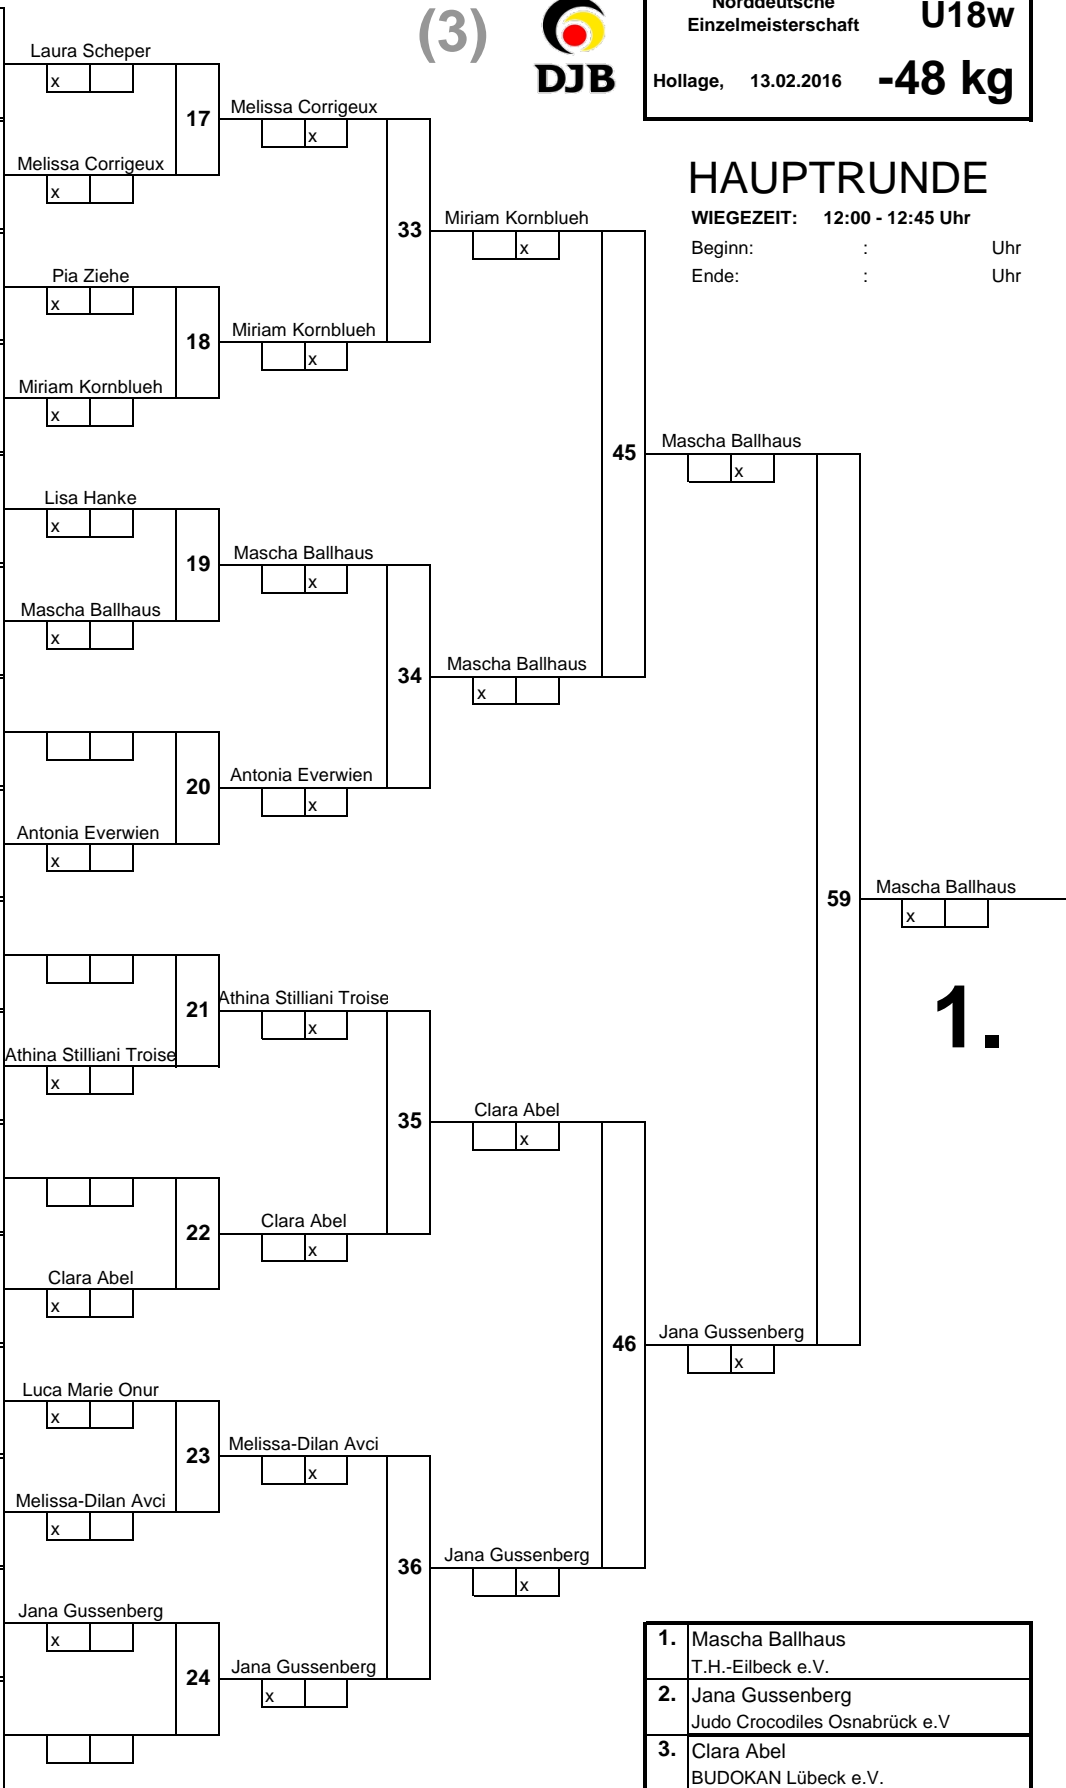 (3)
DJB
Norddeutsche
Einzelmeisterschaft
U18w
Hollage, 13.02.2016 -48 kg
HAUPTRUNDE
WIEGEZEIT: 12:00 - 12:45 Uhr
Beginn: : Uhr
Ende: : Uhr
Laura Scheper
x
17
Melissa Corrigeux
x
Melissa Corrigeux
x
33
Miriam Kornblueh
x
Pia Ziehe
x
18
Miriam Kornblueh
x
Miriam Kornblueh
x
45
Mascha Ballhaus
x
Lisa Hanke
x
19
Mascha Ballhaus
x
Mascha Ballhaus
x
34
Mascha Ballhaus
x
20
Antonia Everwien
x
Antonia Everwien
x
59
Mascha Ballhaus
x
1.
21
Athina Stilliani Troise
x
Athina Stilliani Troise
x
35
Clara Abel
x
22
Clara Abel
x
Clara Abel
x
46
Jana Gussenberg
x
Luca Marie Onur
x
23
Melissa-Dilan Avci
x
Melissa-Dilan Avci
x
36
Jana Gussenberg
x
Jana Gussenberg
x
24
Jana Gussenberg
x
1. Mascha Ballhaus
T.H.-Eilbeck e.V.
2. Jana Gussenberg
Judo Crocodiles Osnabrück e.V
3. Clara Abel
BUDOKAN Lübeck e.V.